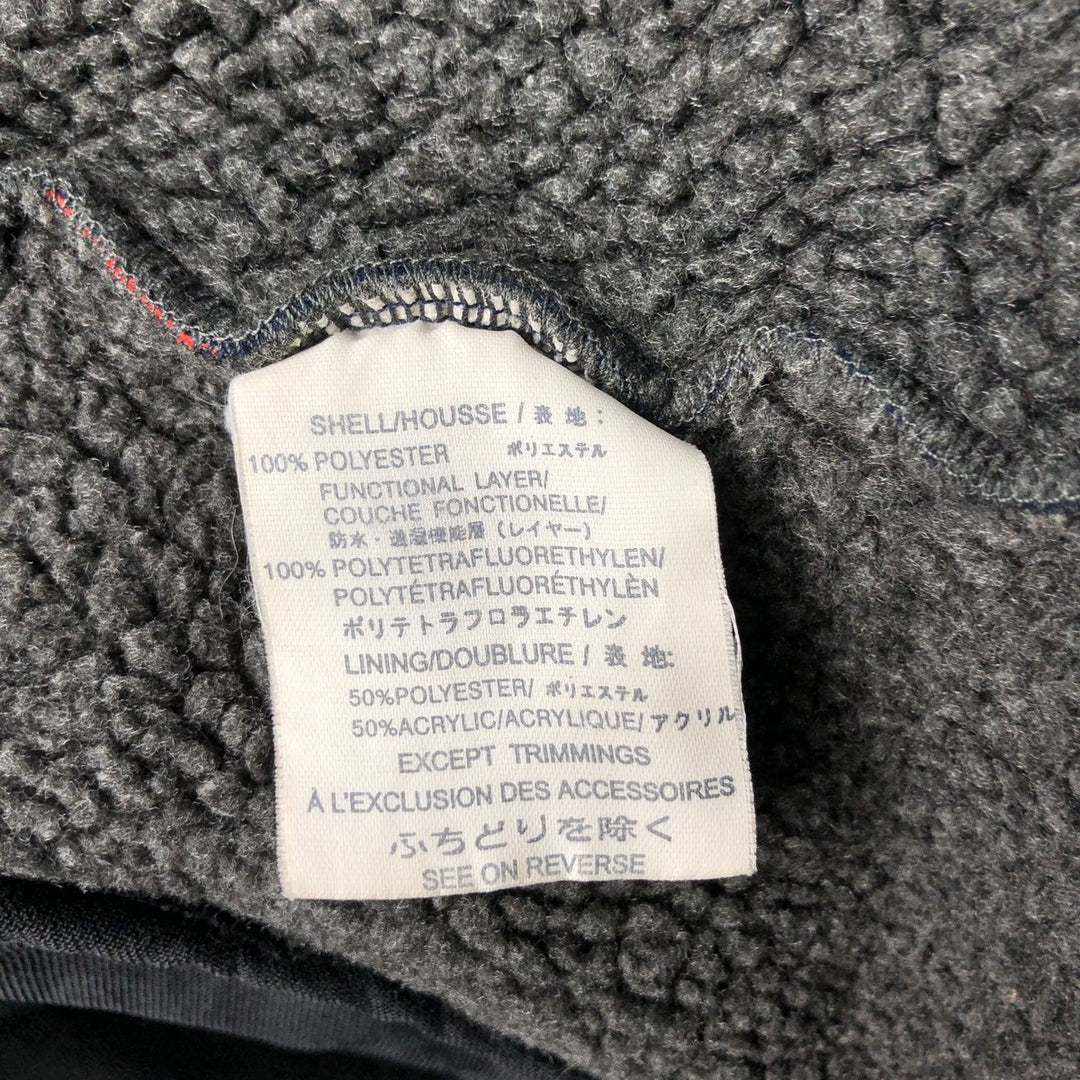 SHELL/HOUSSE / 表 地 :
100% POLYESTER ポリエステル
FUNCTIONAL LAYER/
COUCHE FONCTIONELLE/
防水・透湿機能層 (レイヤー)
100% POLYTETRAFLUORETHYLEN/
POLYTÉTRAFLUORÉTHYLÈN
ポリテトラフロラエチレン
LINING/DOUBLURE / 表 地:
50%POLYESTER/ ポリエステル
50%ACRYLIC/ACRYLIQUE/ アクリル
EXCEPT TRIMMINGS
À L'EXCLUSION DES ACCESSOIRES
ふちどりを除く
SEE ON REVERSE